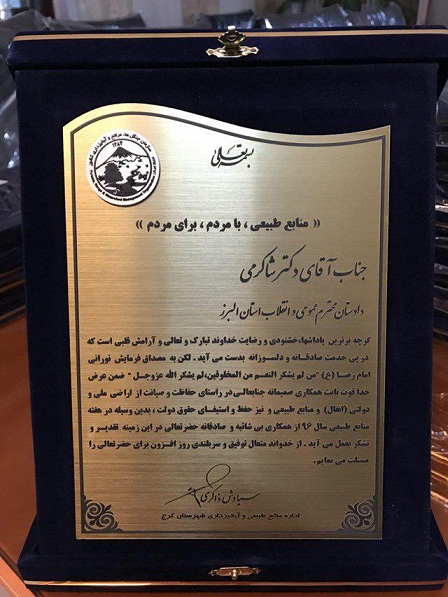 بسمه تعالی
۱۲۸۴
« منابع طبیعی ، با مردم ، برای مردم »
جناب آقای دکتر شاکرمی
دادستان محترم عمومی و انقلاب استان البرز
گرچه برترین پاداشها، خشنودی و رضایت خداوند تبارک و تعالی و آرامش قلبی است که
در پی خدمت صادقانه و دلسوزانه بدست می آید . لکن به مصداق فرمایش نورانی
امام رضا (ع) "من لم یشکر المنعم من المخلوقین، لم یشکر الله عزوجل" ضمن عرض
خدا قوت بابت همکاری صمیمانه جنابعالی در راستای حفاظت و صیانت از اراضی ملی و
دولتی (انفال) و منابع طبیعی و نیز حفظ و استیفای حقوق دولت ، بدین وسیله در هفته
منابع طبیعی سال ۹۶ از همکاری بی شائبه و صادقانه حضرتعالی در این زمینه تقدیر و
تشکر بعمل می آید . از خداوند متعال توفیق و سربلندی روز افزون برای حضرتعالی را
مسئلت می نمایم.
سیاوش ذاکری
اداره منابع طبیعی و آبخیزداری شهرستان کرج